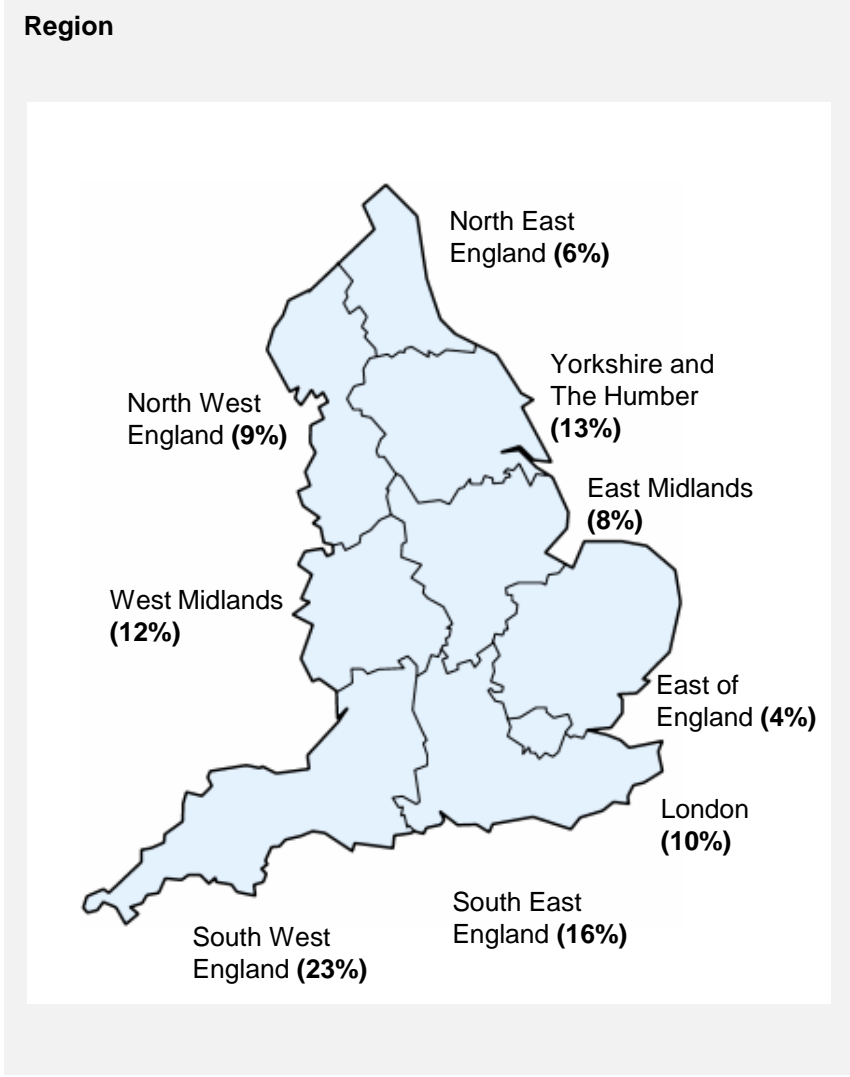 Region
North East
England (6%)
Yorkshire and
The Humber
(13%)
North West
England (9%)
East Midlands
(8%)
West Midlands
(12%)
East of
England (4%)
London
(10%)
South East
England (16%)
South West
England (23%)